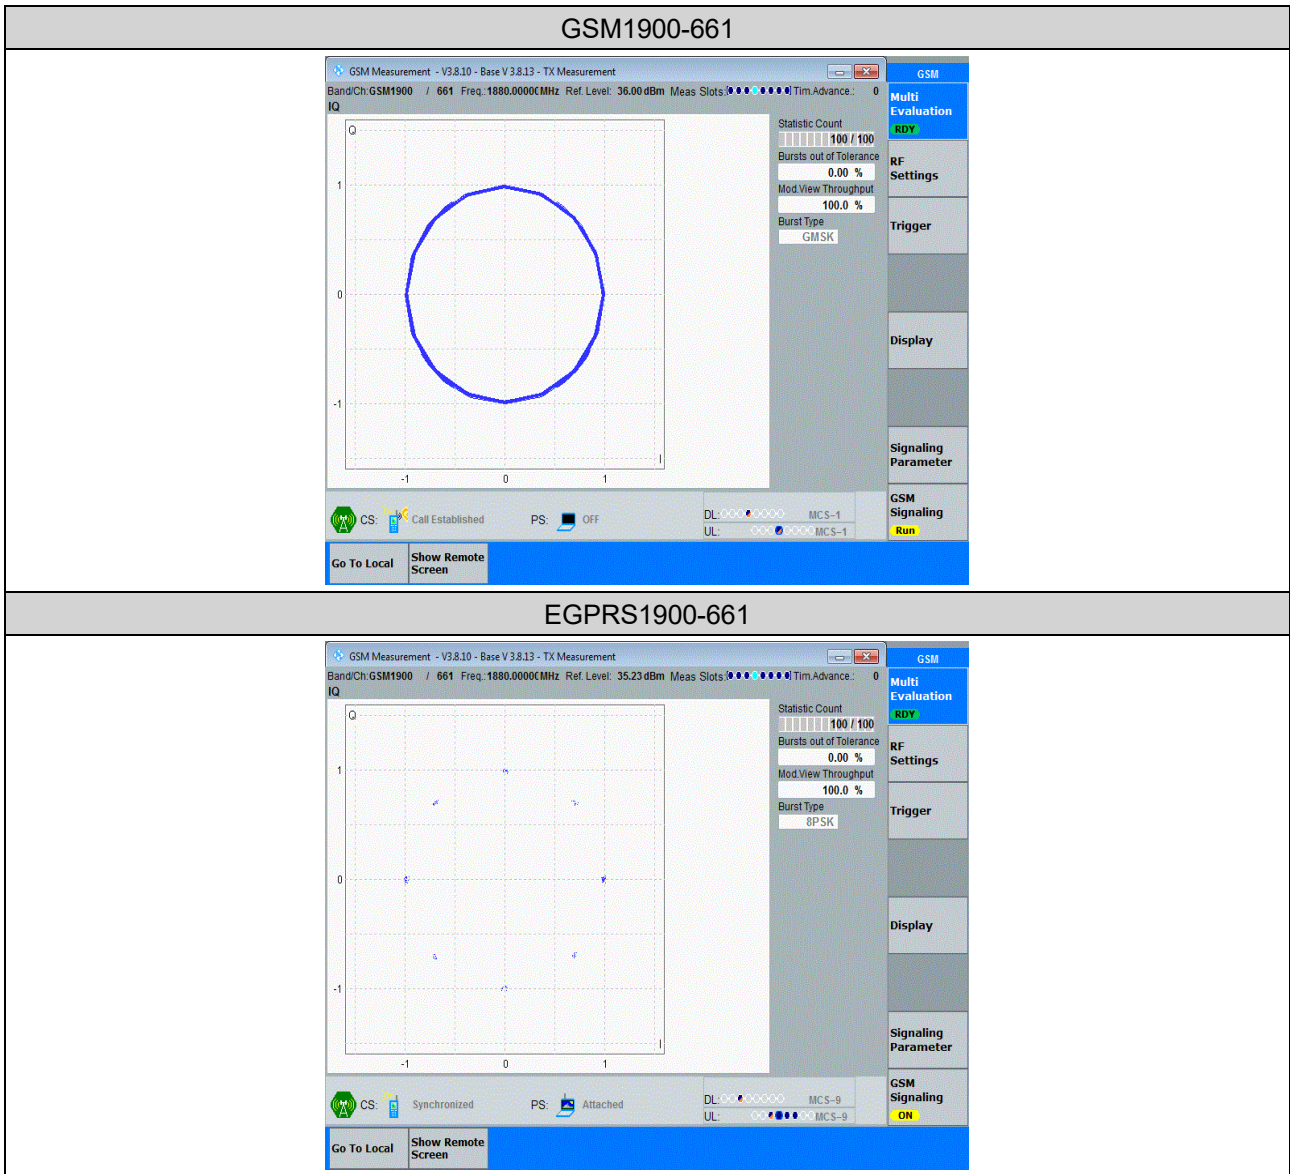 GSM1900-661
GSM Measurement - V3.8.10 - Base V 3.8.13 - TX Measurement
GSM
Band/Ch:GSM1900 / 661 Freq.:1880.0000(MHz Ref. Level: 36.00 dBm Meas Slots: Tim.Advance.: 0
IQ
Multi
Evaluation
RDY
Q
Statistic Count
100 / 100
Bursts out of Tolerance
0.00 %
Mod.View Throughput
100.0 %
Burst Type
GMSK
RF
Settings
Trigger
Display
1
0
-1
I
-1 0 1
Signaling
Parameter
CS: Call Established PS: OFF
DL: MCS-1
UL: MCS-1
GSM
Signaling
Run
Go To Local
Show Remote
Screen
EGPRS1900-661
GSM Measurement - V3.8.10 - Base V 3.8.13 - TX Measurement
GSM
Band/Ch:GSM1900 / 661 Freq.:1880.0000(MHz Ref. Level: 35.23 dBm Meas Slots: Tim.Advance.: 0
IQ
Multi
Evaluation
RDY
Q
Statistic Count
100 / 100
Bursts out of Tolerance
0.00 %
Mod.View Throughput
100.0 %
Burst Type
8PSK
RF
Settings
Trigger
Display
1
0
-1
I
-1 0 1
Signaling
Parameter
CS: Synchronized PS: Attached
DL: MCS-9
UL: MCS-9
GSM
Signaling
ON
Go To Local
Show Remote
Screen